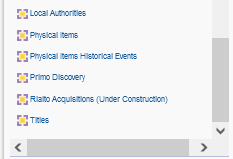 Local Authorities
Physical Items
Physical Items Historical Events
Primo Discovery
Rialto Acquisitions (Under Construction)
Titles